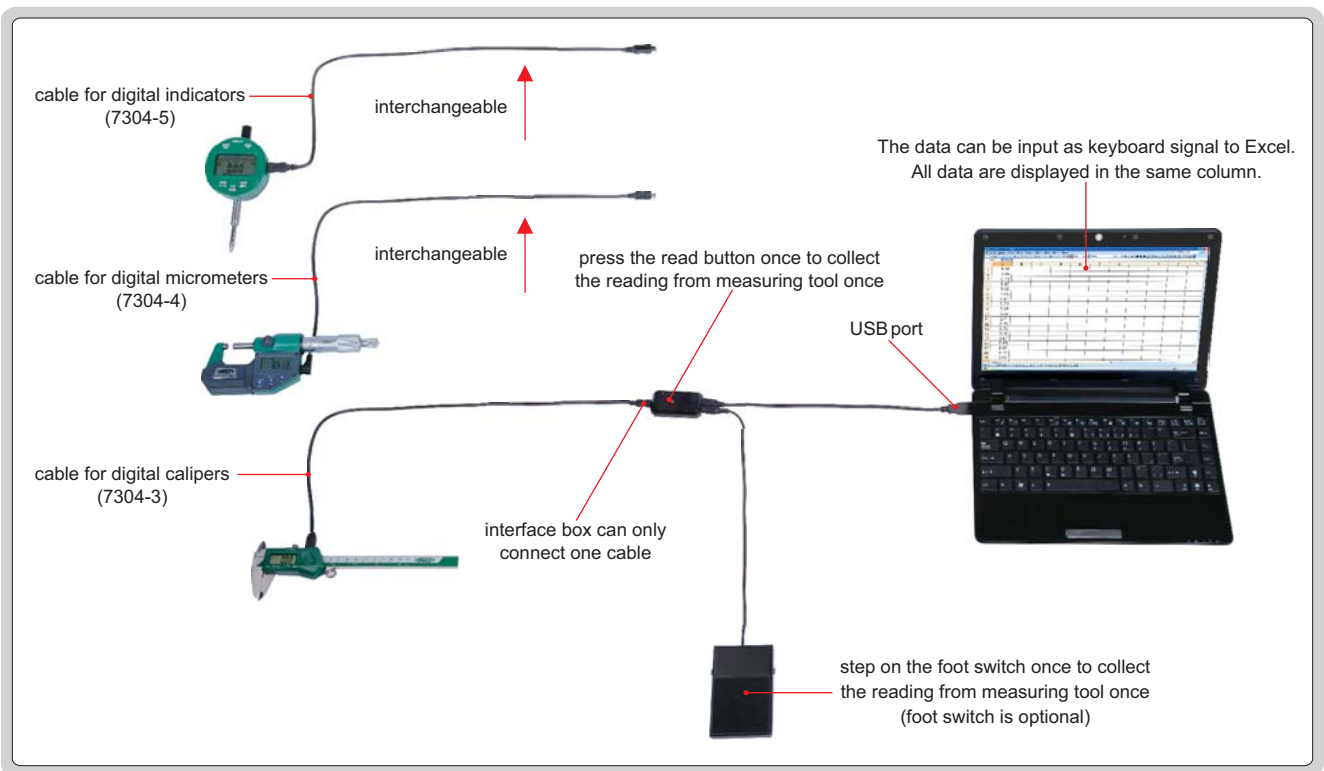 cable for digital indicators
(7304-5)
interchangeable
The data can be input as keyboard signal to Excel.
All data are displayed in the same column.
cable for digital micrometers
(7304-4)
interchangeable
press the read button once to collect
the reading from measuring tool once
USB port
cable for digital calipers
(7304-3)
interface box can only
connect one cable
step on the foot switch once to collect
the reading from measuring tool once
(foot switch is optional)